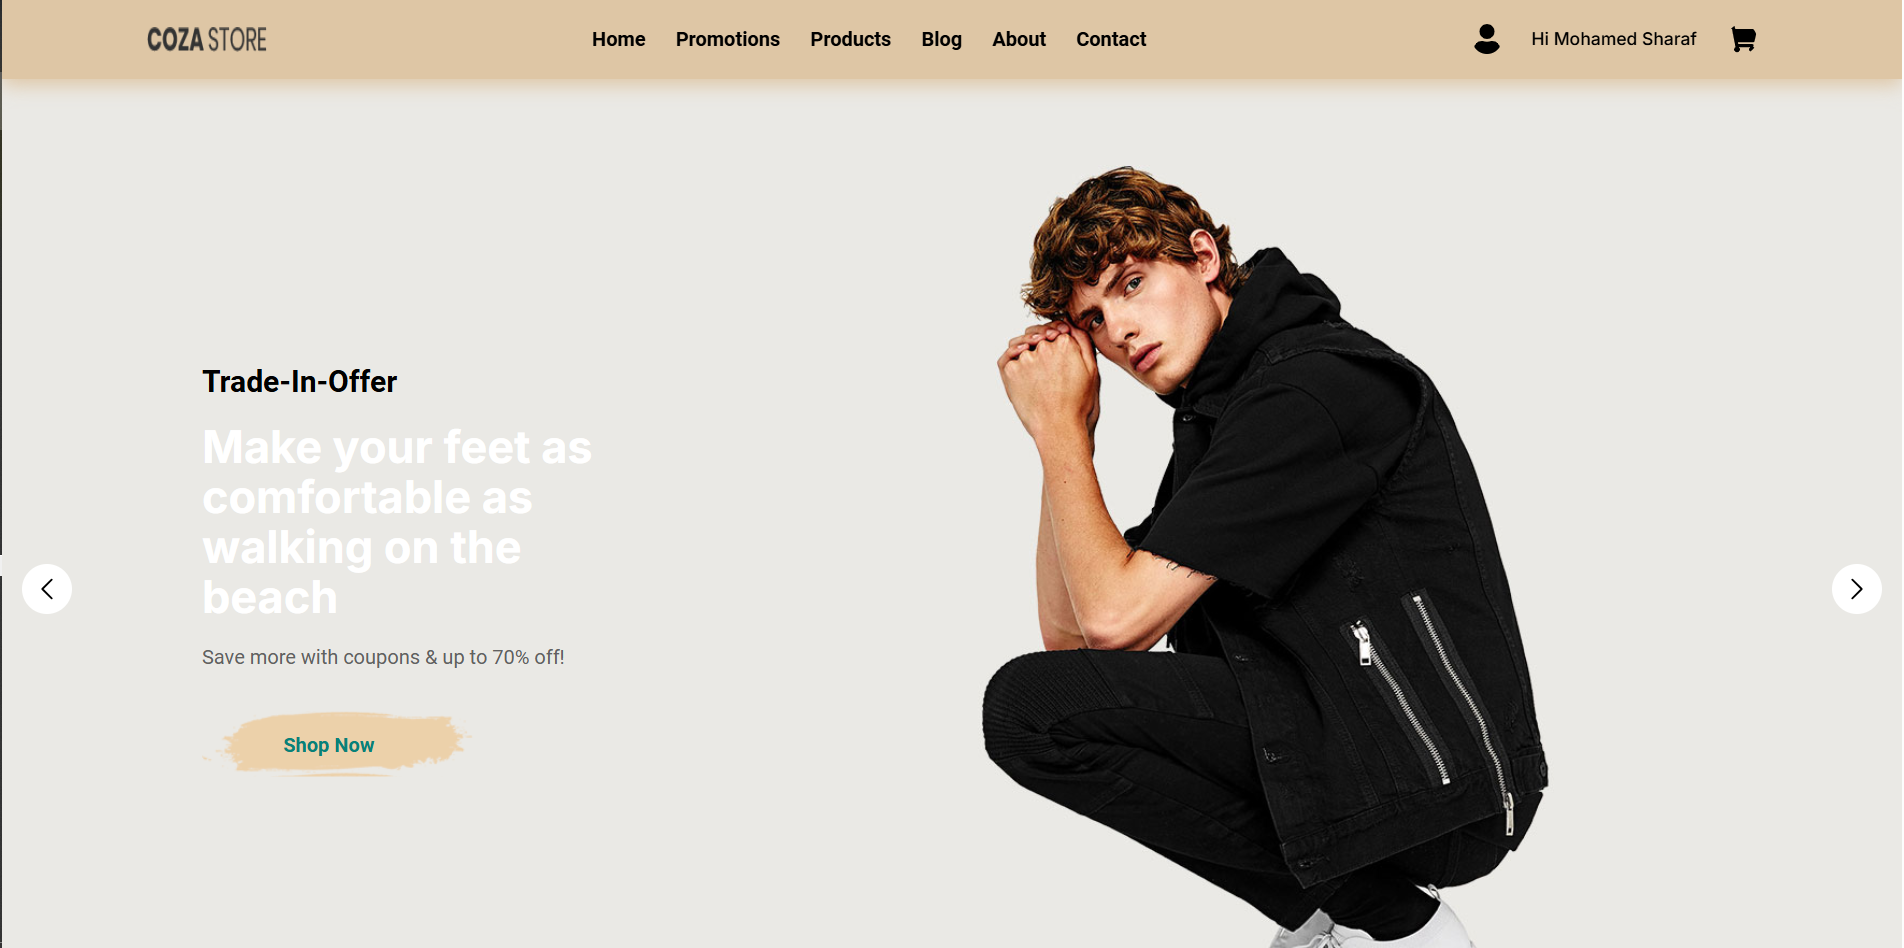 COZA STORE
Home
Promotions
Products
Blog
About
Contact
Hi Mohamed Sharaf
Trade-In-Offer
Make your feet as
comfortable as
walking on the
beach
Save more with coupons & up to 70% off!
Shop Now